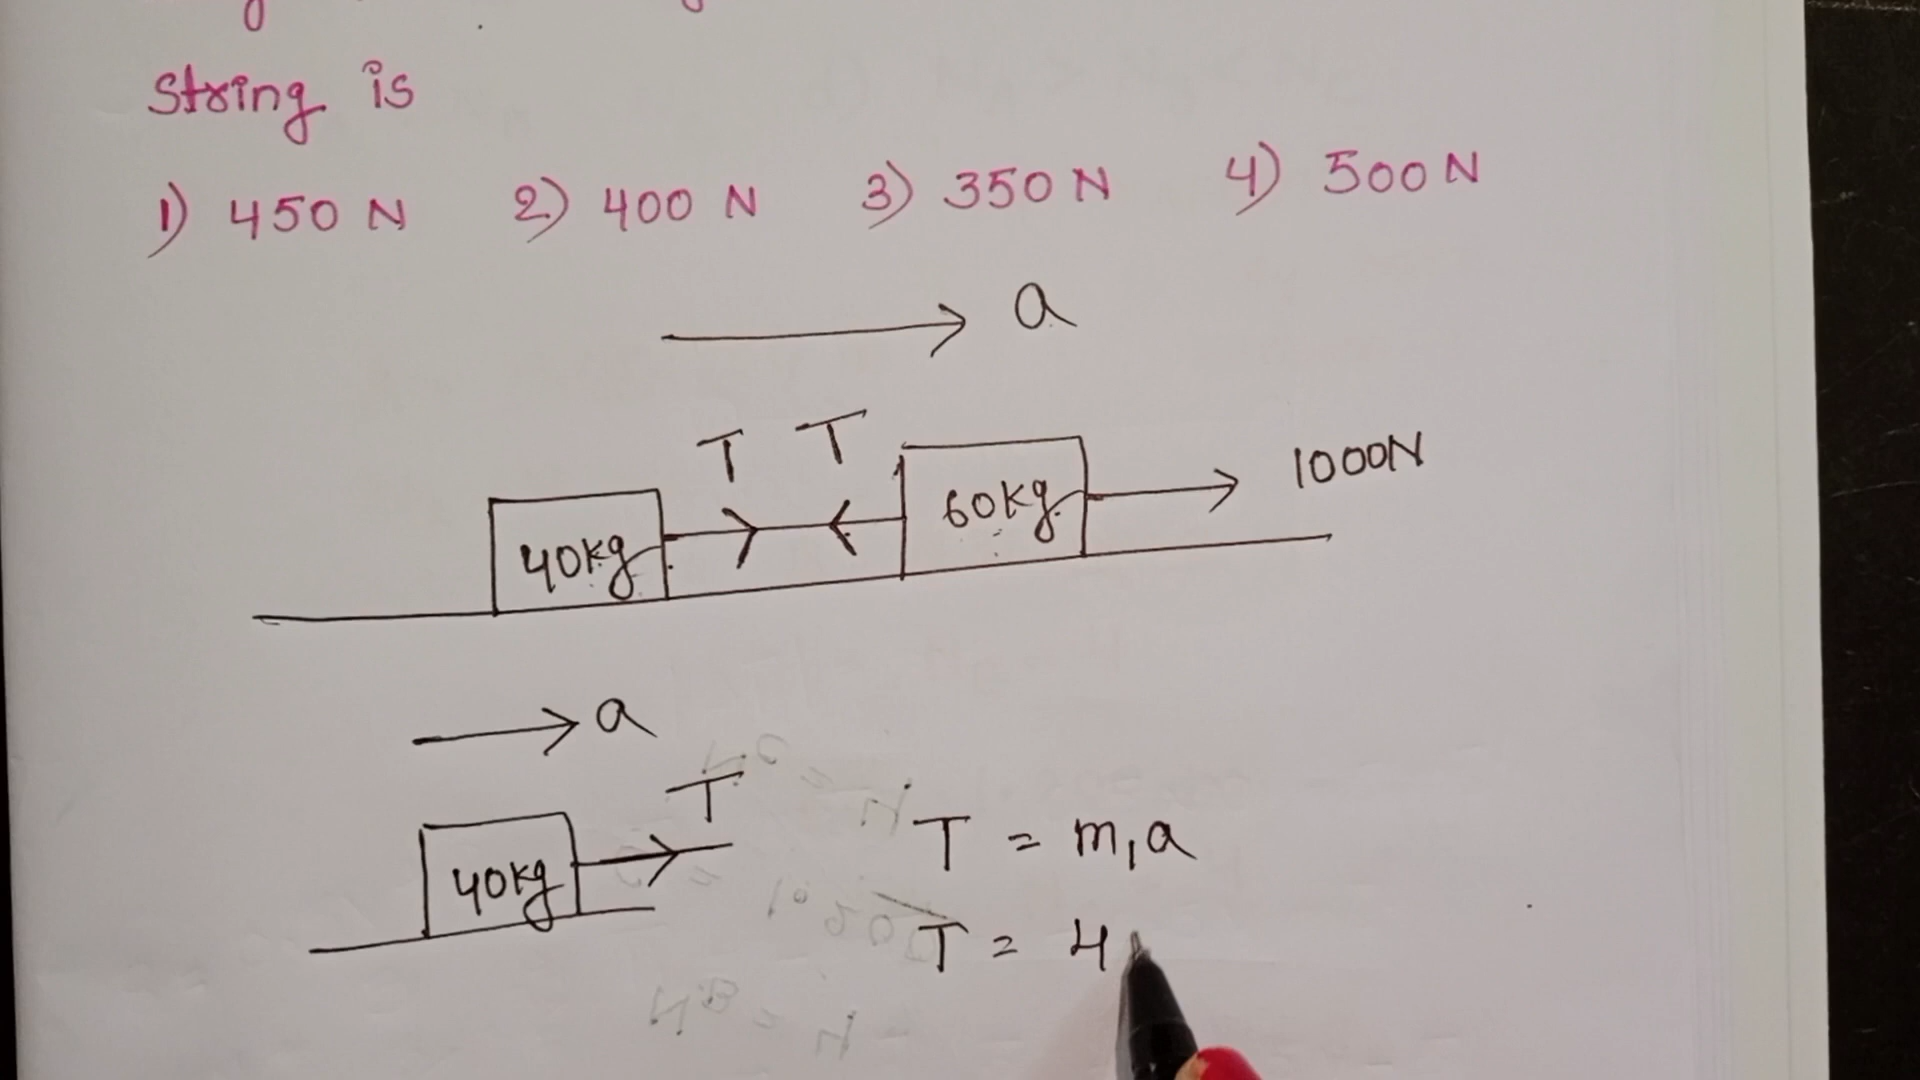 string is
1) 450 N 2) 400 N 3) 350 N 4) 500 N
a
T T
40kg 60kg 1000N
a
T
40kg
T = m₁a
T = 4